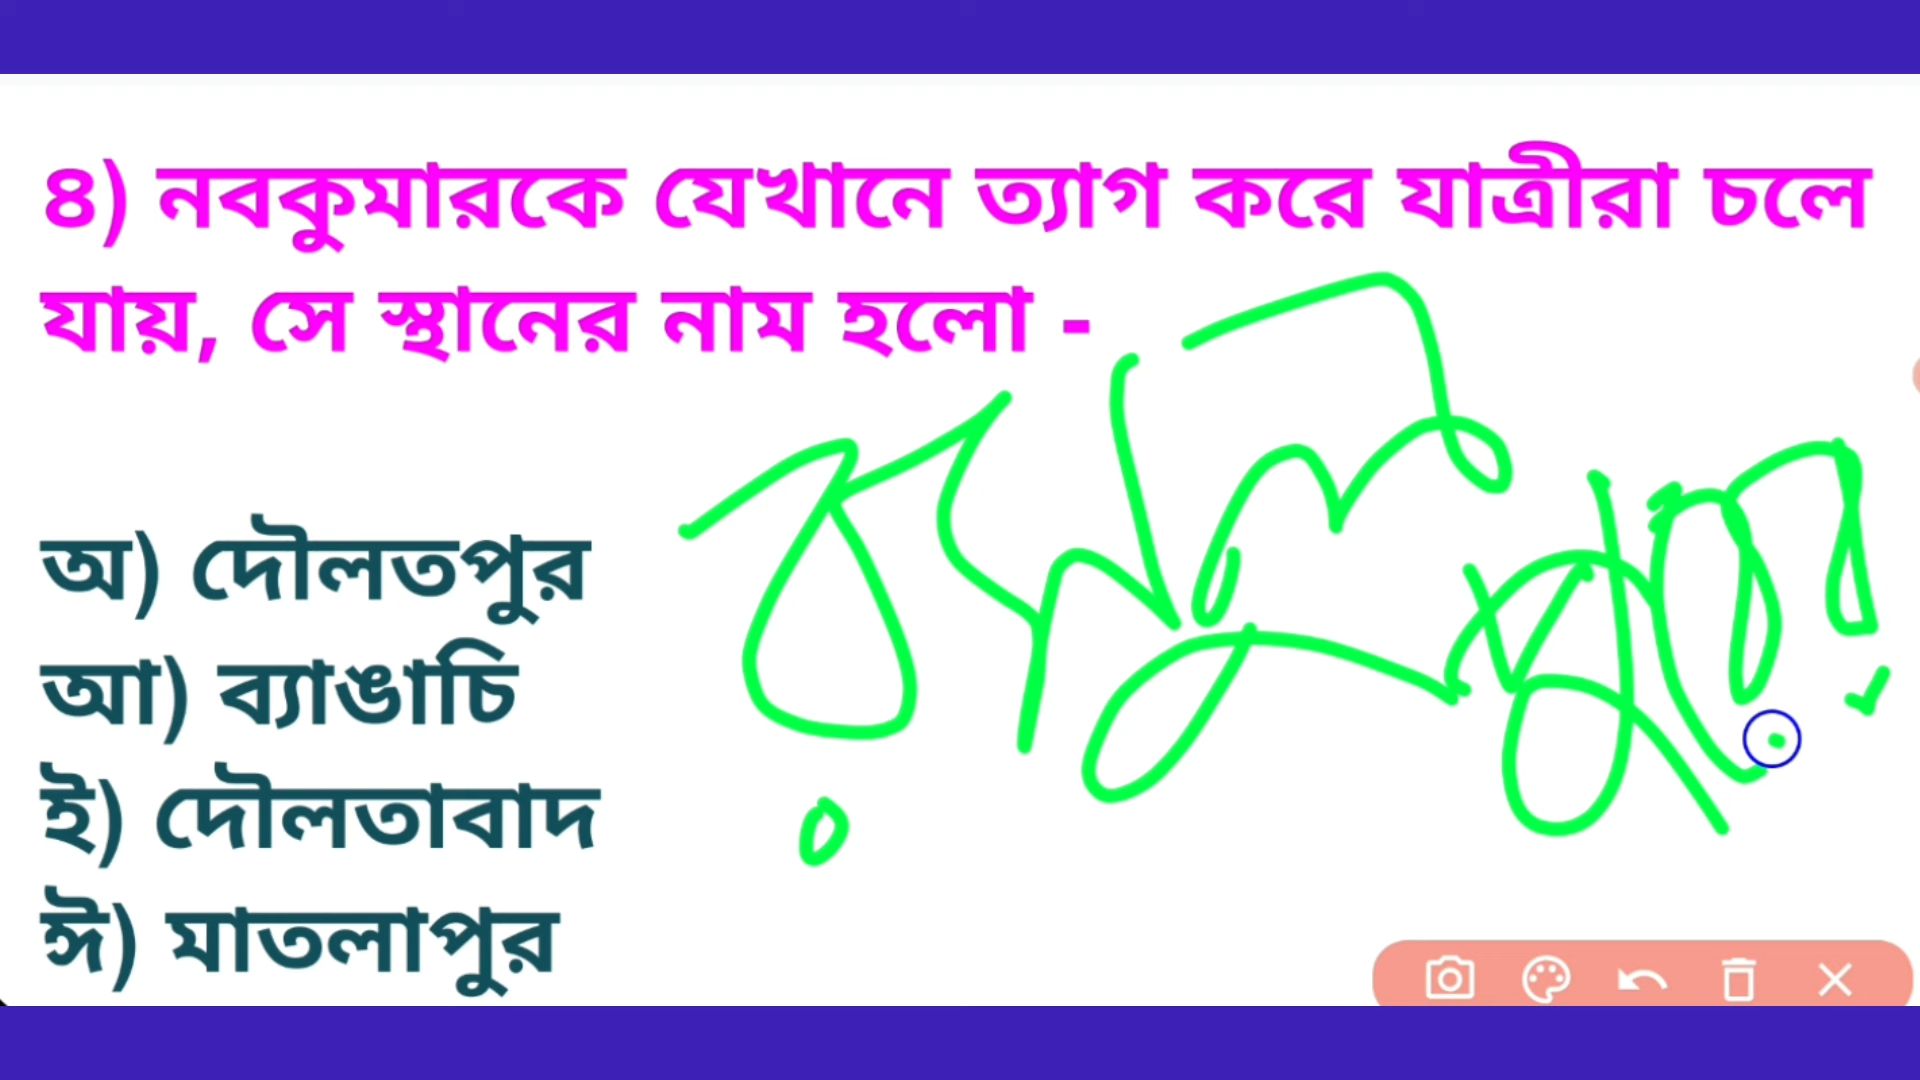 ৪) নবকুমারকে যেখানে ত্যাগ করে যাত্রীরা চলে
যায়, সে স্থানের নাম হলো -
অ) দৌলতপুর
আ) ব্যাঙাচি
ই) দৌলতাবাদ
ঈ) মাতলাপুর